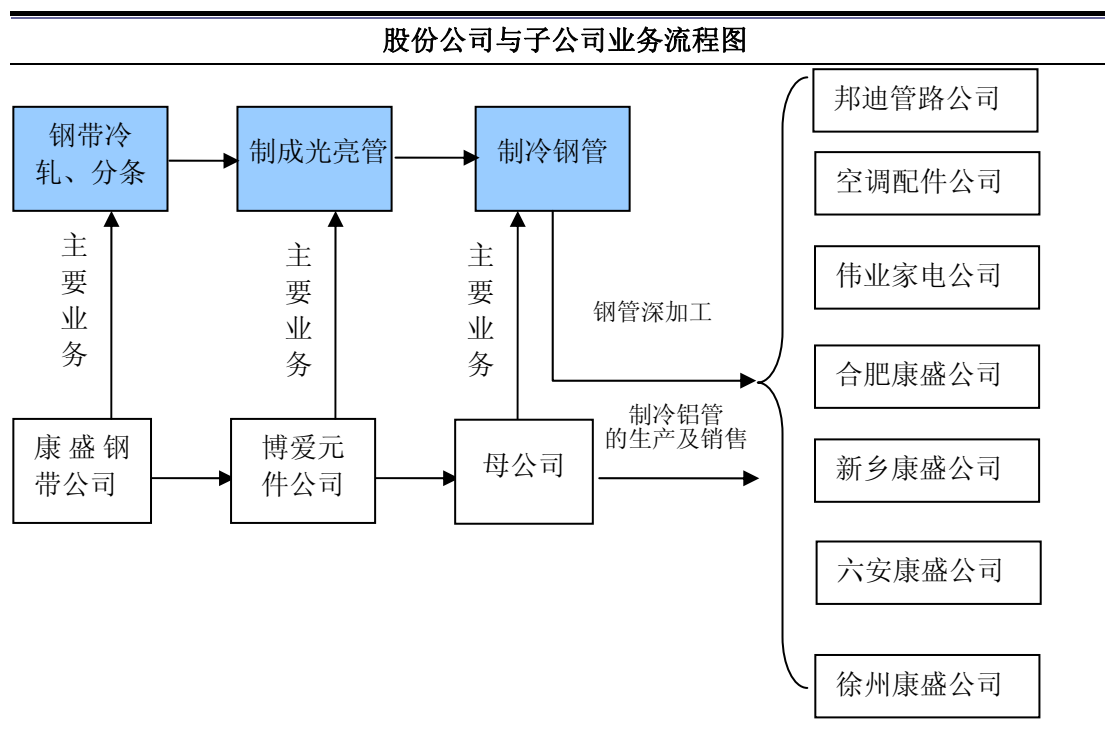 股份公司与子公司业务流程图
钢带冷
轧、分条
制成光亮管
制冷钢管
主要业务
主要业务
主要业务
钢管深加工
制冷铝管
的生产及销售
康盛钢
带公司
博爱元
件公司
母公司
邦迪管路公司
空调配件公司
伟业家电公司
合肥康盛公司
新乡康盛公司
六安康盛公司
徐州康盛公司